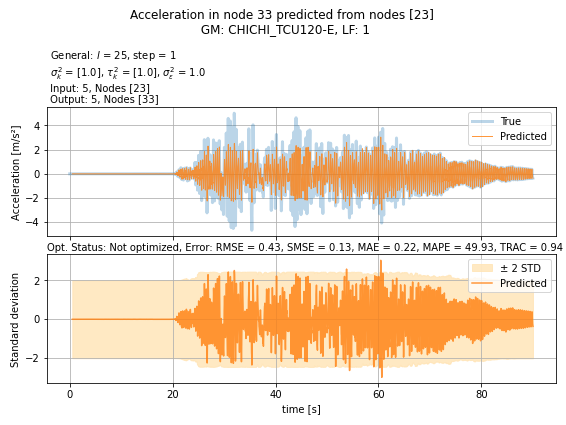 Acceleration in node 33 predicted from nodes [23]
GM: CHICHI_TCU120-E, LF: 1
General: l = 25, step = 1
σ²ₖ = [1.0], τ²ₖ = [1.0], σ²ε = 1.0
Input: 5, Nodes [23]
Output: 5, Nodes [33]
True
Predicted
4
2
0
−2
−4
Acceleration [m/s²]
Opt. Status: Not optimized, Error: RMSE = 0.43, SMSE = 0.13, MAE = 0.22, MAPE = 49.93, TRAC = 0.94
± 2 STD
Predicted
2
0
−2
Standard deviation
0 20 40 60 80
time [s]